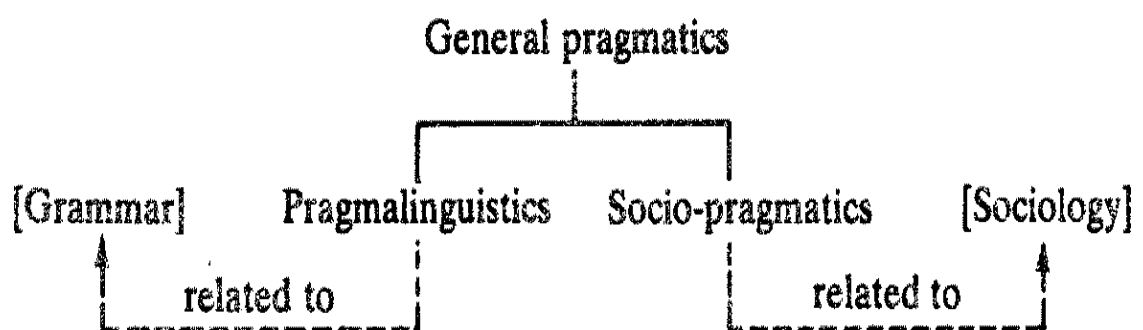 General pragmatics
[Grammar] Pragmalinguistics Socio-pragmatics [Sociology]
related to related to